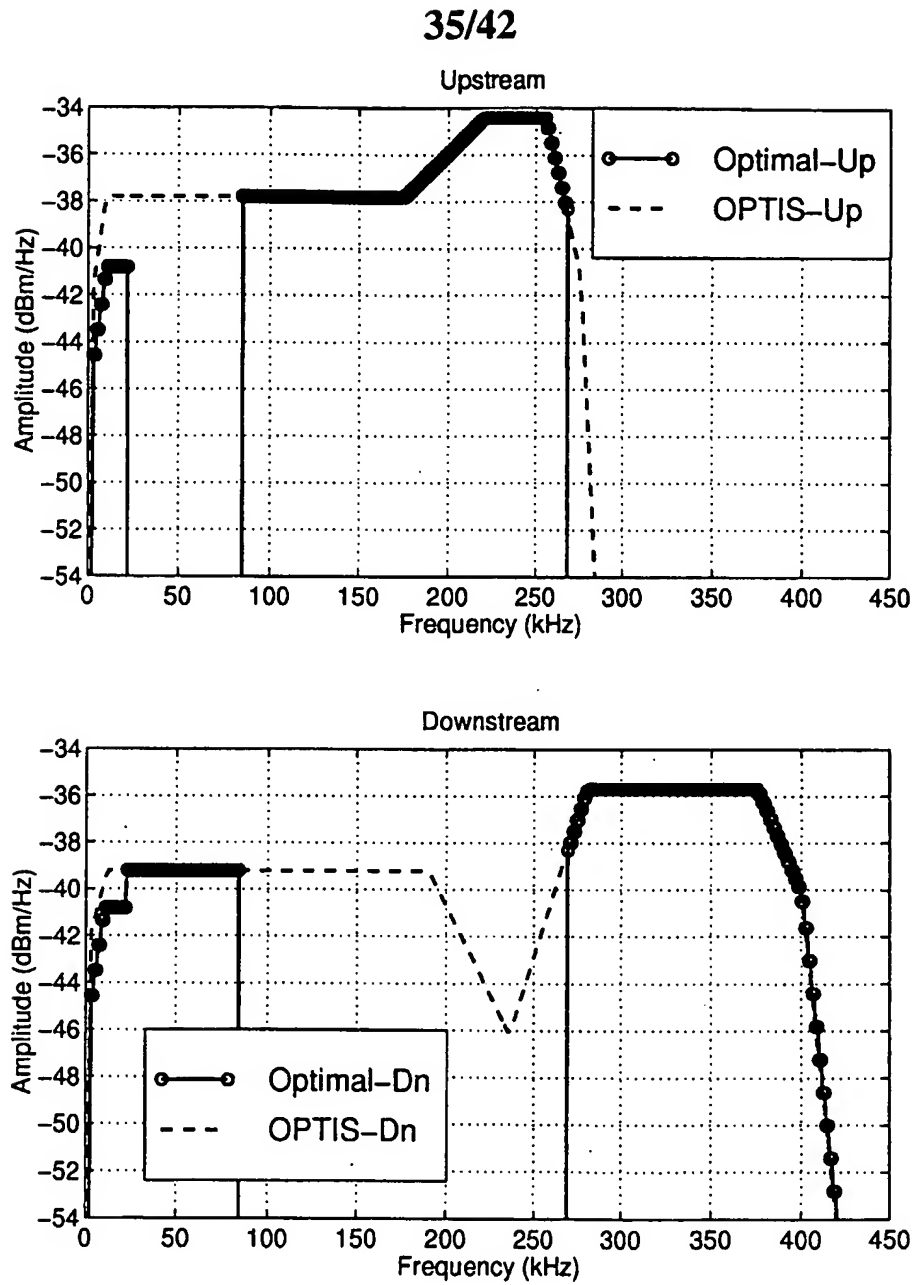 35/42
Upstream
Amplitude (dBm/Hz)
−34
−36
−38
−40
−42
−44
−46
−48
−50
−52
−54
0 50 100 150 200 250 300 350 400 450
Frequency (kHz)
Optimal−Up
OPTIS−Up
Downstream
Amplitude (dBm/Hz)
−34
−36
−38
−40
−42
−44
−46
−48
−50
−52
−54
0 50 100 150 200 250 300 350 400 450
Frequency (kHz)
Optimal−Dn
OPTIS−Dn